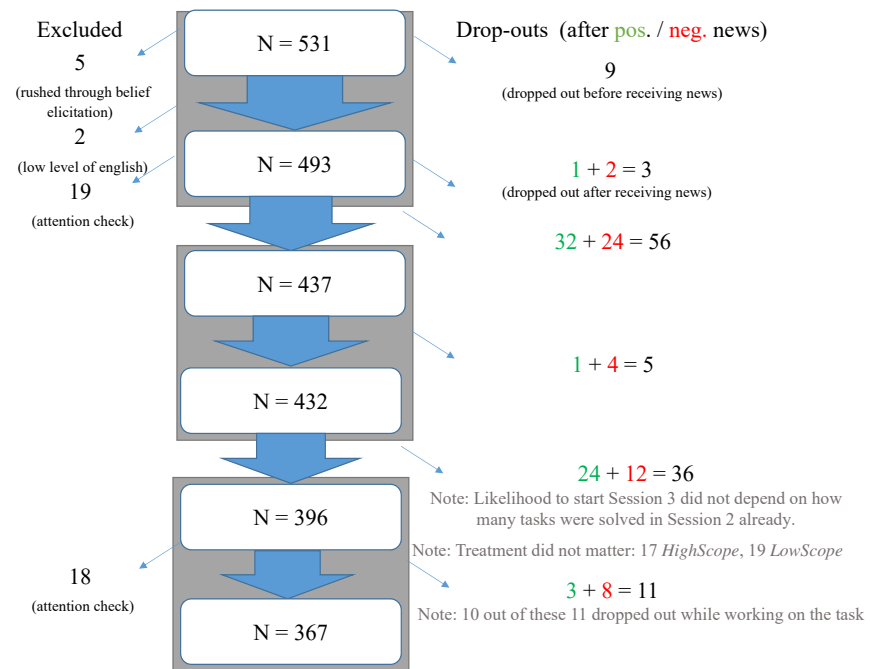 Excluded
N = 531
Drop-outs (after pos. / neg. news)
5
(rushed through belief
elicitation)
9
(dropped out before receiving news)
2
(low level of english)
N = 493
1 + 2 = 3
(dropped out after receiving news)
19
(attention check)
32 + 24 = 56
N = 437
1 + 4 = 5
N = 432
24 + 12 = 36
Note: Likelihood to start Session 3 did not depend on how
many tasks were solved in Session 2 already.
N = 396
Note: Treatment did not matter: 17 HighScope, 19 LowScope
18
(attention check)
3 + 8 = 11
Note: 10 out of these 11 dropped out while working on the task
N = 367